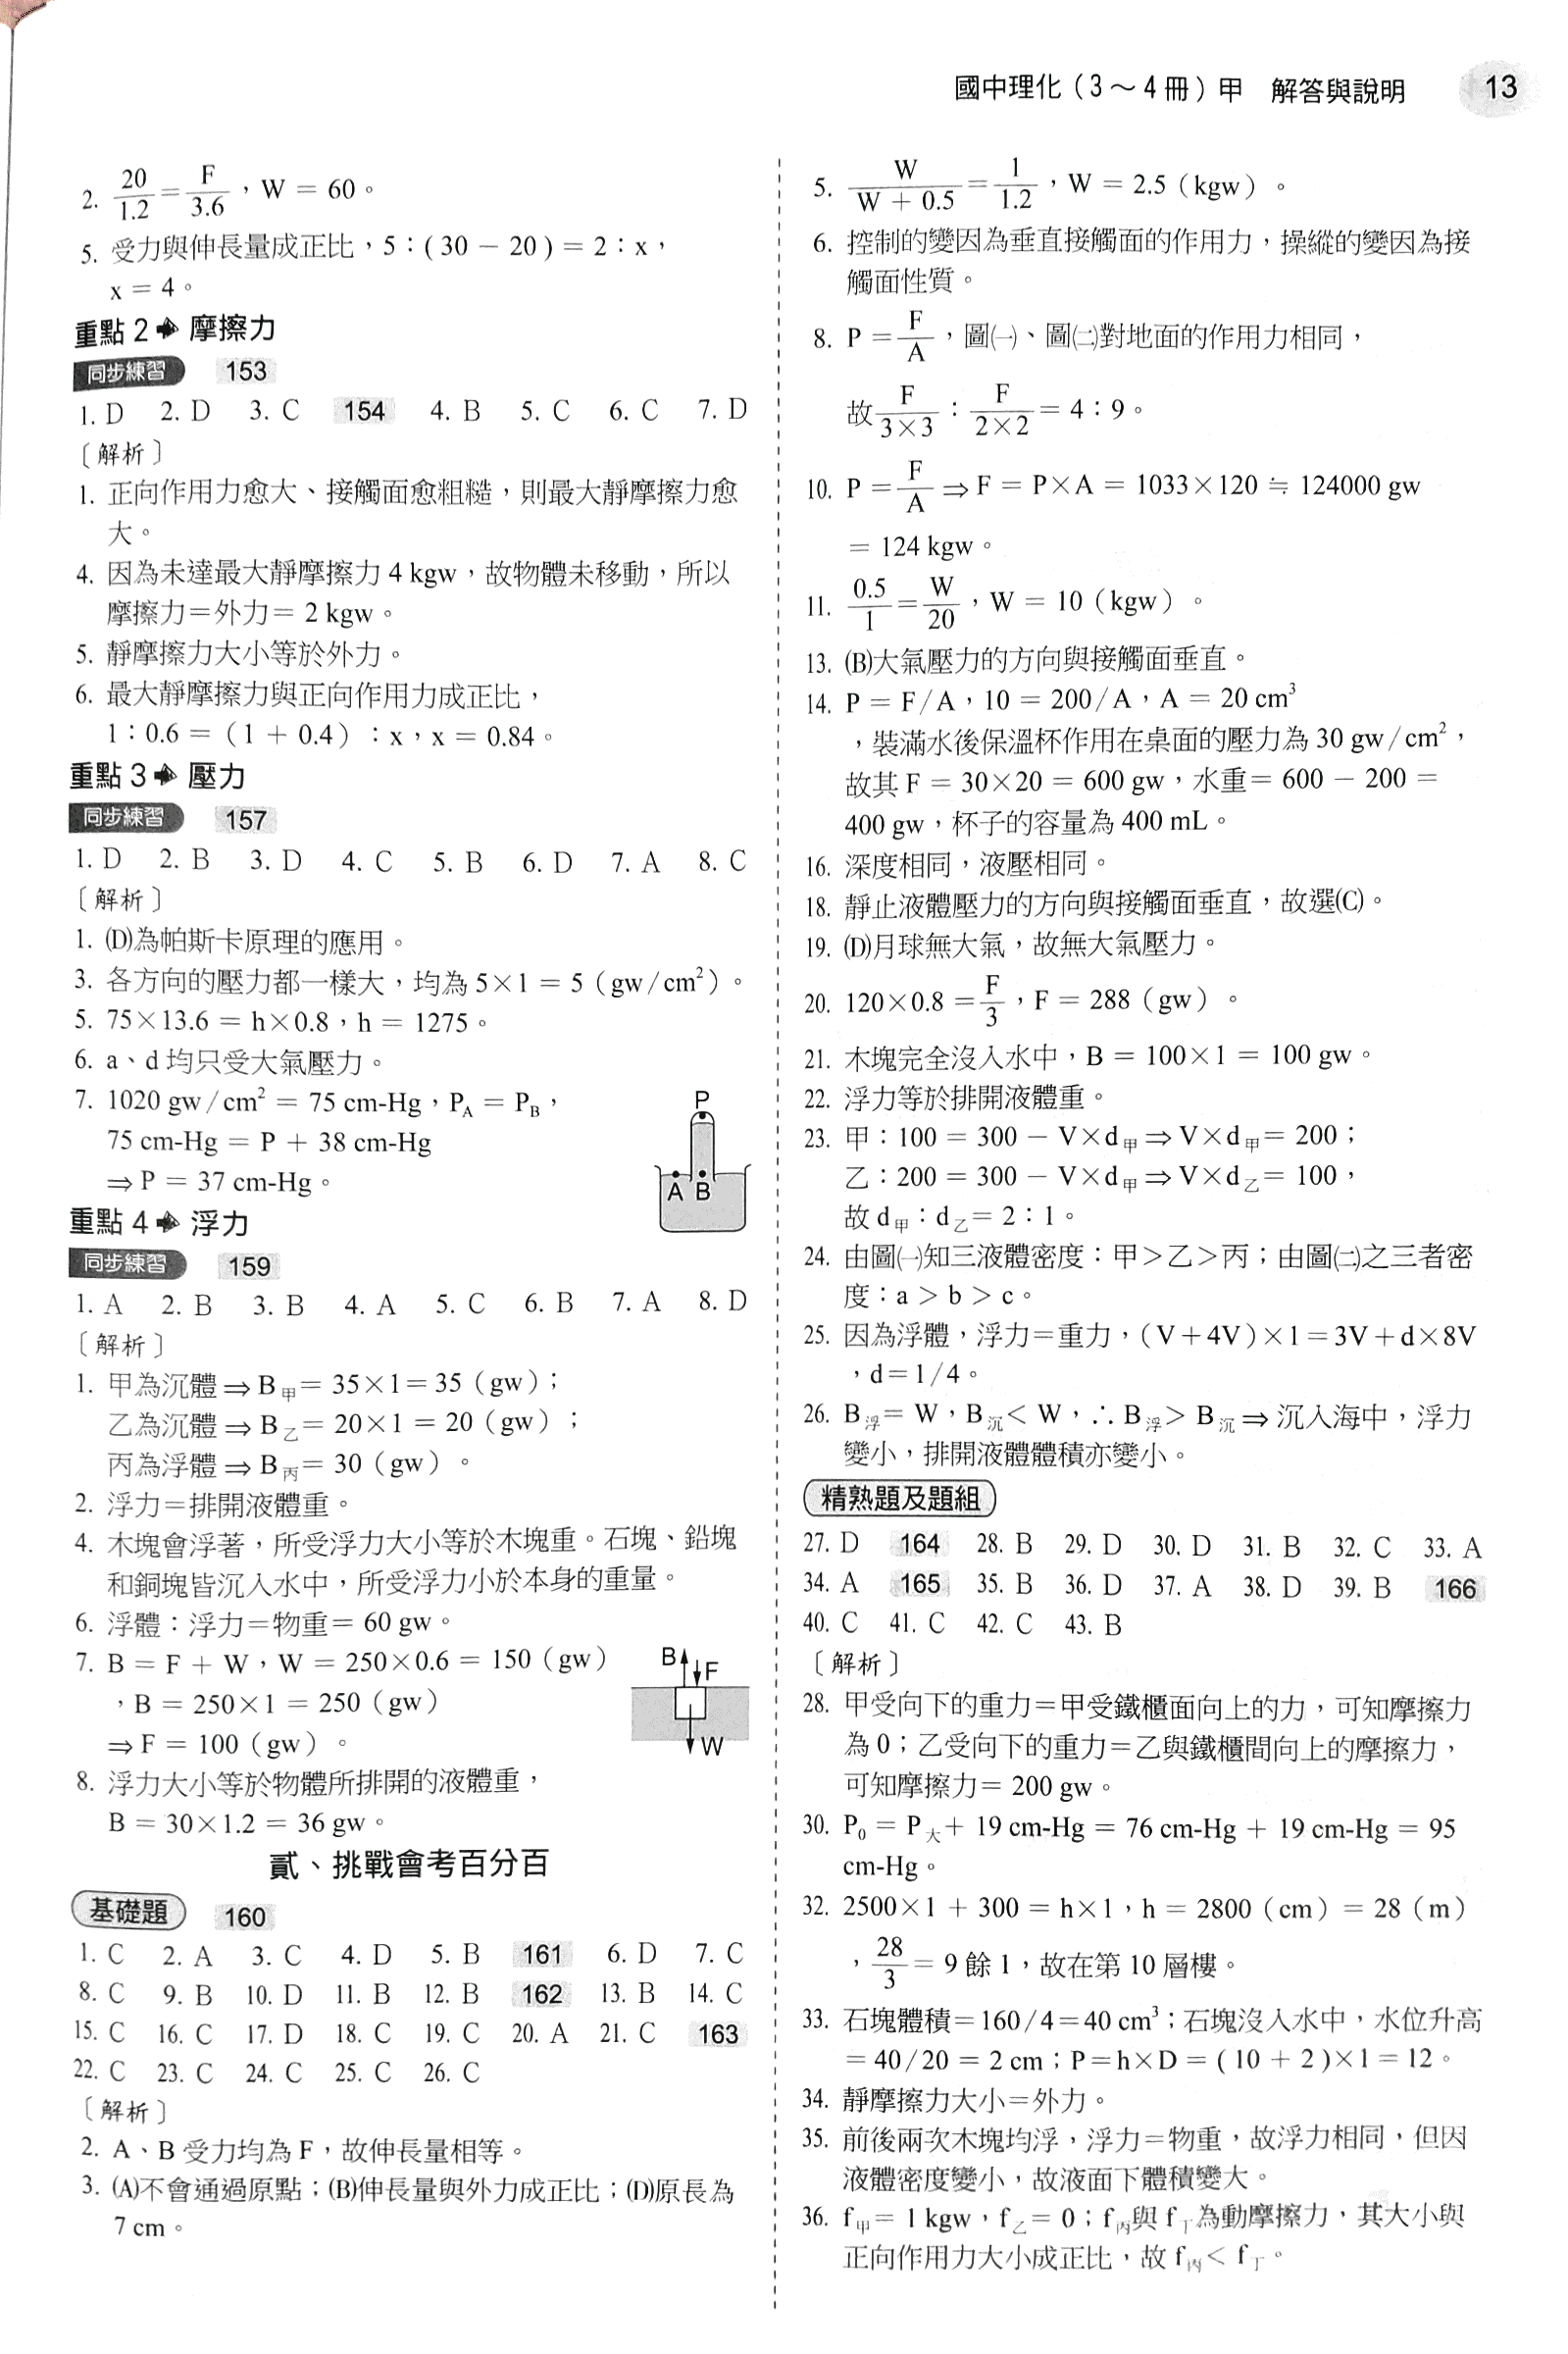 國中理化(3～4冊)甲　解答與說明　13
2. 20/1.2 = F/3.6，W = 60。
5. 受力與伸長量成正比，5：(30 − 20) = 2：x，
x = 4。
重點 2 摩擦力
同步練習　153
1. D　2. D　3. C　154　4. B　5. C　6. C　7. D
〔解析〕
1. 正向作用力愈大、接觸面愈粗糙，則最大靜摩擦力愈
大。
4. 因為未達最大靜摩擦力 4 kgw，故物體未移動，所以
摩擦力＝外力＝ 2 kgw。
5. 靜摩擦力大小等於外力。
6. 最大靜摩擦力與正向作用力成正比，
1：0.6 = (1 + 0.4)：x，x = 0.84。
重點 3 壓力
同步練習　157
1. D　2. B　3. D　4. C　5. B　6. D　7. A　8. C
〔解析〕
1. (D)為帕斯卡原理的應用。
3. 各方向的壓力都一樣大，均為 5×1 = 5 (gw/cm²)。
5. 75×13.6 = h×0.8，h = 1275。
6. a、d 均只受大氣壓力。
7. 1020 gw/cm² = 75 cm-Hg，P_A = P_B，
75 cm-Hg = P + 38 cm-Hg
⇒ P = 37 cm-Hg。
P
A B
重點 4 浮力
同步練習　159
1. A　2. B　3. B　4. A　5. C　6. B　7. A　8. D
〔解析〕
1. 甲為沉體 ⇒ B甲= 35×1= 35 (gw)；
乙為沉體 ⇒ B乙= 20×1 = 20 (gw)；
丙為浮體 ⇒ B丙= 30 (gw)。
2. 浮力＝排開液體重。
4. 木塊會浮著，所受浮力大小等於木塊重。石塊、鉛塊
和銅塊皆沉入水中，所受浮力小於本身的重量。
6. 浮體：浮力＝物重＝ 60 gw。
7. B = F + W，W = 250×0.6 = 150 (gw)
，B = 250×1 = 250 (gw)
⇒ F = 100 (gw)。
B F
W
8. 浮力大小等於物體所排開的液體重，
B = 30×1.2 = 36 gw。
貳、挑戰會考百分百
基礎題　160
1. C　2. A　3. C　4. D　5. B　161　6. D　7. C
8. C　9. B　10. D　11. B　12. B　162　13. B　14. C
15. C　16. C　17. D　18. C　19. C　20. A　21. C　163
22. C　23. C　24. C　25. C　26. C
〔解析〕
2. A、B 受力均為 F，故伸長量相等。
3. (A)不會通過原點；(B)伸長量與外力成正比；(D)原長為
7 cm。
5. W/(W + 0.5) = 1/1.2，W = 2.5 (kgw)。
6. 控制的變因為垂直接觸面的作用力，操縱的變因為接
觸面性質。
8. P = F/A，圖㈠、圖㈡對地面的作用力相同，
故 F/(3×3)：F/(2×2) = 4：9。
10. P = F/A ⇒ F = P×A = 1033×120 ≒ 124000 gw
= 124 kgw。
11. 0.5/1 = W/20，W = 10 (kgw)。
13. (B)大氣壓力的方向與接觸面垂直。
14. P = F/A，10 = 200/A，A = 20 cm³
，裝滿水後保溫杯作用在桌面的壓力為 30 gw/cm²，
故其 F = 30×20 = 600 gw，水重＝ 600 − 200 =
400 gw，杯子的容量為 400 mL。
16. 深度相同，液壓相同。
18. 靜止液體壓力的方向與接觸面垂直，故選(C)。
19. (D)月球無大氣，故無大氣壓力。
20. 120×0.8 = F/3，F = 288 (gw)。
21. 木塊完全沒入水中，B = 100×1 = 100 gw。
22. 浮力等於排開液體重。
23. 甲：100 = 300 − V×d甲 ⇒ V×d甲= 200；
乙：200 = 300 − V×d甲 ⇒ V×d乙= 100，
故 d甲：d乙= 2：1。
24. 由圖㈠知三液體密度：甲＞乙＞丙；由圖㈡之三者密
度：a > b > c。
25. 因為浮體，浮力＝重力，(V+4V)×1=3V+d×8V
，d=1/4。
26. B浮= W，B沉< W，∴ B浮> B沉 ⇒ 沉入海中，浮力
變小，排開液體體積亦變小。
精熟題及題組
27. D　164　28. B　29. D　30. D　31. B　32. C　33. A
34. A　165　35. B　36. D　37. A　38. D　39. B　166
40. C　41. C　42. C　43. B
〔解析〕
28. 甲受向下的重力＝甲受鐵櫃面向上的力，可知摩擦力
為 0；乙受向下的重力＝乙與鐵櫃間向上的摩擦力，
可知摩擦力＝ 200 gw。
30. P₀ = P大+ 19 cm-Hg = 76 cm-Hg + 19 cm-Hg = 95
cm-Hg。
32. 2500×1 + 300 = h×1，h = 2800 (cm) = 28 (m)
，28/3 = 9 餘 1，故在第 10 層樓。
33. 石塊體積＝160/4＝40 cm³；石塊沒入水中，水位升高
= 40/20 = 2 cm；P=h×D = (10 + 2)×1 = 12。
34. 靜摩擦力大小＝外力。
35. 前後兩次木塊均浮，浮力＝物重，故浮力相同，但因
液體密度變小，故液面下體積變大。
36. f甲= 1 kgw，f乙= 0；f丙與 f丁為動摩擦力，其大小與
正向作用力大小成正比，故 f丙< f丁。